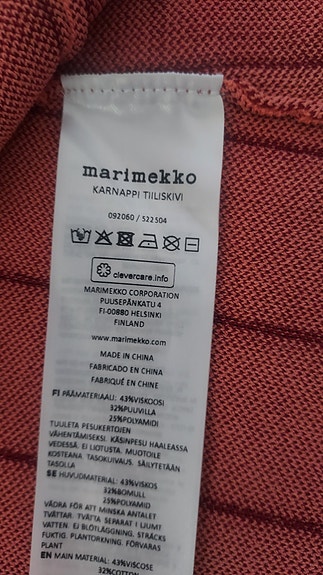 marimekko
KARNAPPI TIILISKIVI
092060 / 522504
clevercare.info
MARIMEKKO CORPORATION
PUUSEPÄNKATU 4
FI-00880 HELSINKI
FINLAND
www.marimekko.com
MADE IN CHINA
FABRICADO EN CHINA
FABRIQUÉ EN CHINE
FI PÄÄMATERIAALI: 43%VISKOOSI
32%PUUVILLA
25%POLYAMIDI
TUULETA PESUKERTOJEN
VÄHENTÄMISEKSI. KÄSINPESU HAALEASSA
VEDESSÄ. EI LIOTUSTA. MUOTOILE
KOSTEANA TASOKUIVAUS. SÄILYTETÄÄN
TASOLLA
SE HUVUDMATERIAL: 43%VISKOS
32%BOMULL
25%POLYAMID
VÄDRA FÖR ATT MINSKA ANTALET
TVÄTTAR. TVÄTTA SEPARAT I LJUMT
VATTEN. EJ BLÖTLÄGGNING. STRÄCKS
FUKTIG. PLANTORKNING. FÖRVARAS
PLANT
EN MAIN MATERIAL: 43%VISCOSE
32%COTTON